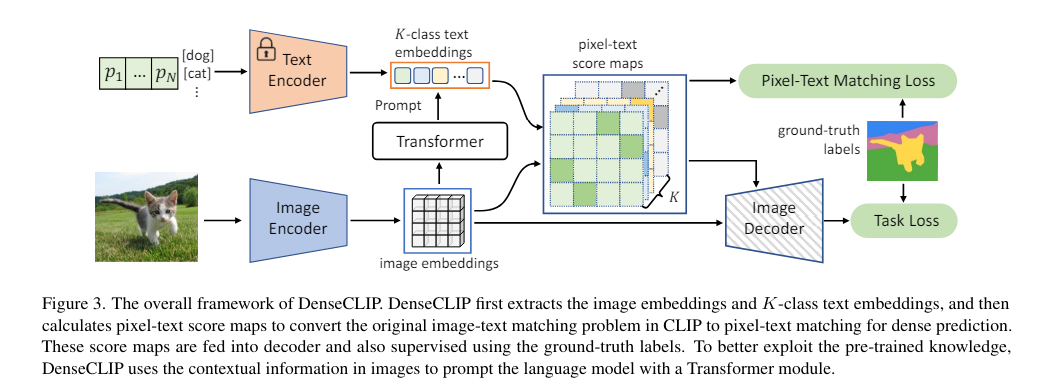 p1 ... pN
[dog]
[cat]
⋮
Text
Encoder
K-class text
embeddings
...
Prompt
Transformer
pixel-text
score maps
K
Pixel-Text Matching Loss
ground-truth
labels
Image
Encoder
image embeddings
Image
Decoder
Task Loss
Figure 3. The overall framework of DenseCLIP. DenseCLIP first extracts the image embeddings and K-class text embeddings, and then
calculates pixel-text score maps to convert the original image-text matching problem in CLIP to pixel-text matching for dense prediction.
These score maps are fed into decoder and also supervised using the ground-truth labels. To better exploit the pre-trained knowledge,
DenseCLIP uses the contextual information in images to prompt the language model with a Transformer module.